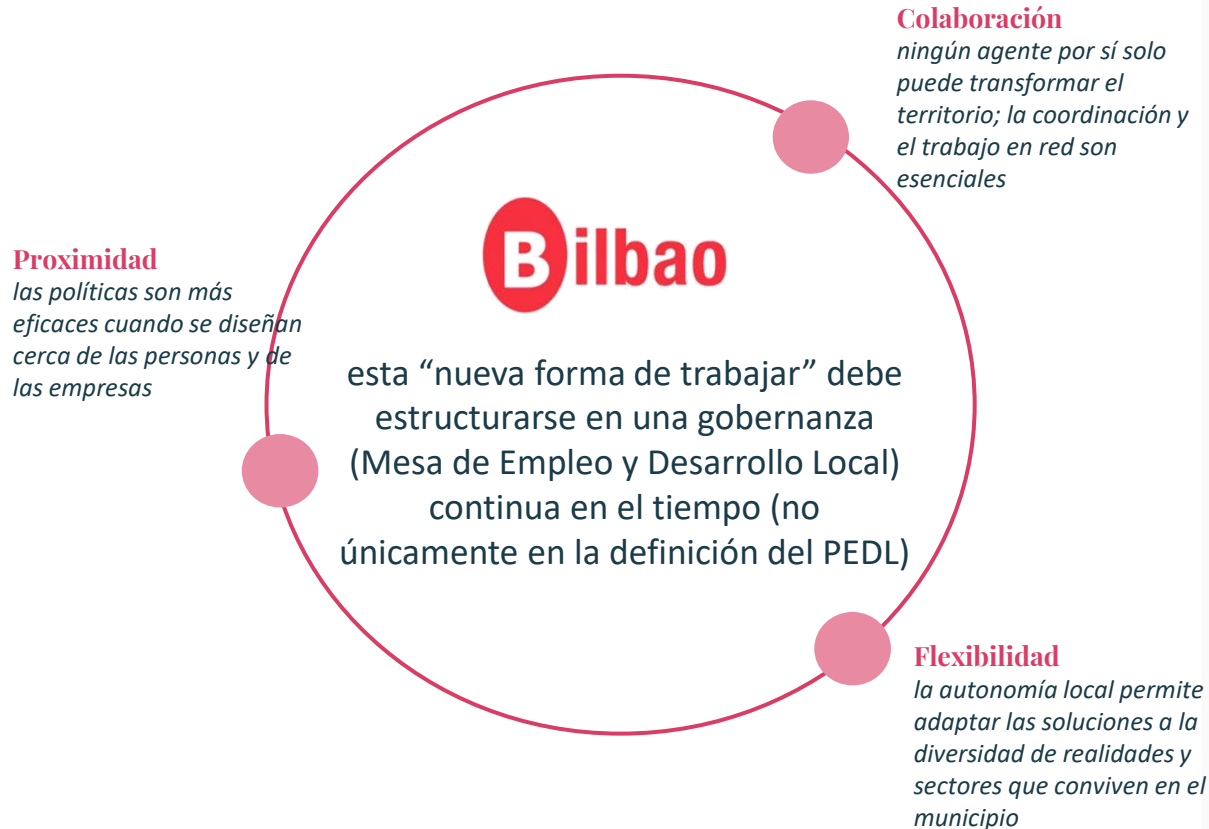 Colaboración
ningún agente por sí solo
puede transformar el
territorio; la coordinación y
el trabajo en red son
esenciales
Bilbao
Proximidad
las políticas son más
eficaces cuando se diseñan
cerca de las personas y de
las empresas
esta “nueva forma de trabajar” debe
estructurarse en una gobernanza
(Mesa de Empleo y Desarrollo Local)
continua en el tiempo (no
únicamente en la definición del PEDL)
Flexibilidad
la autonomía local permite
adaptar las soluciones a la
diversidad de realidades y
sectores que conviven en el
municipio